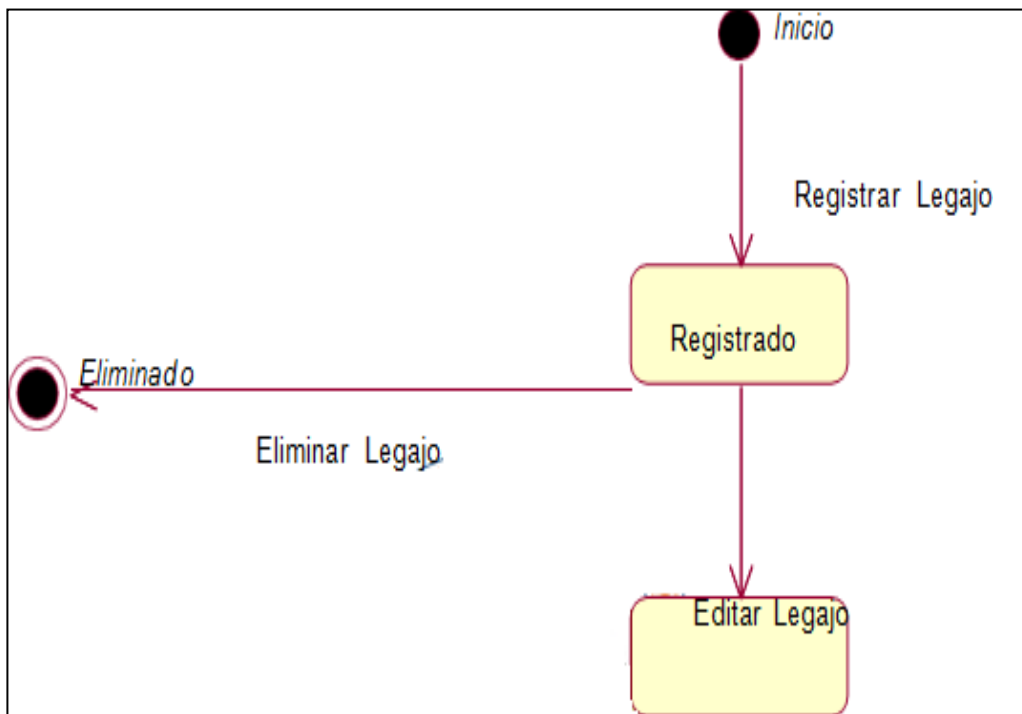 Inicio
Registrar Legajo
Registrado
Eliminado
Eliminar Legajo
Editar Legajo